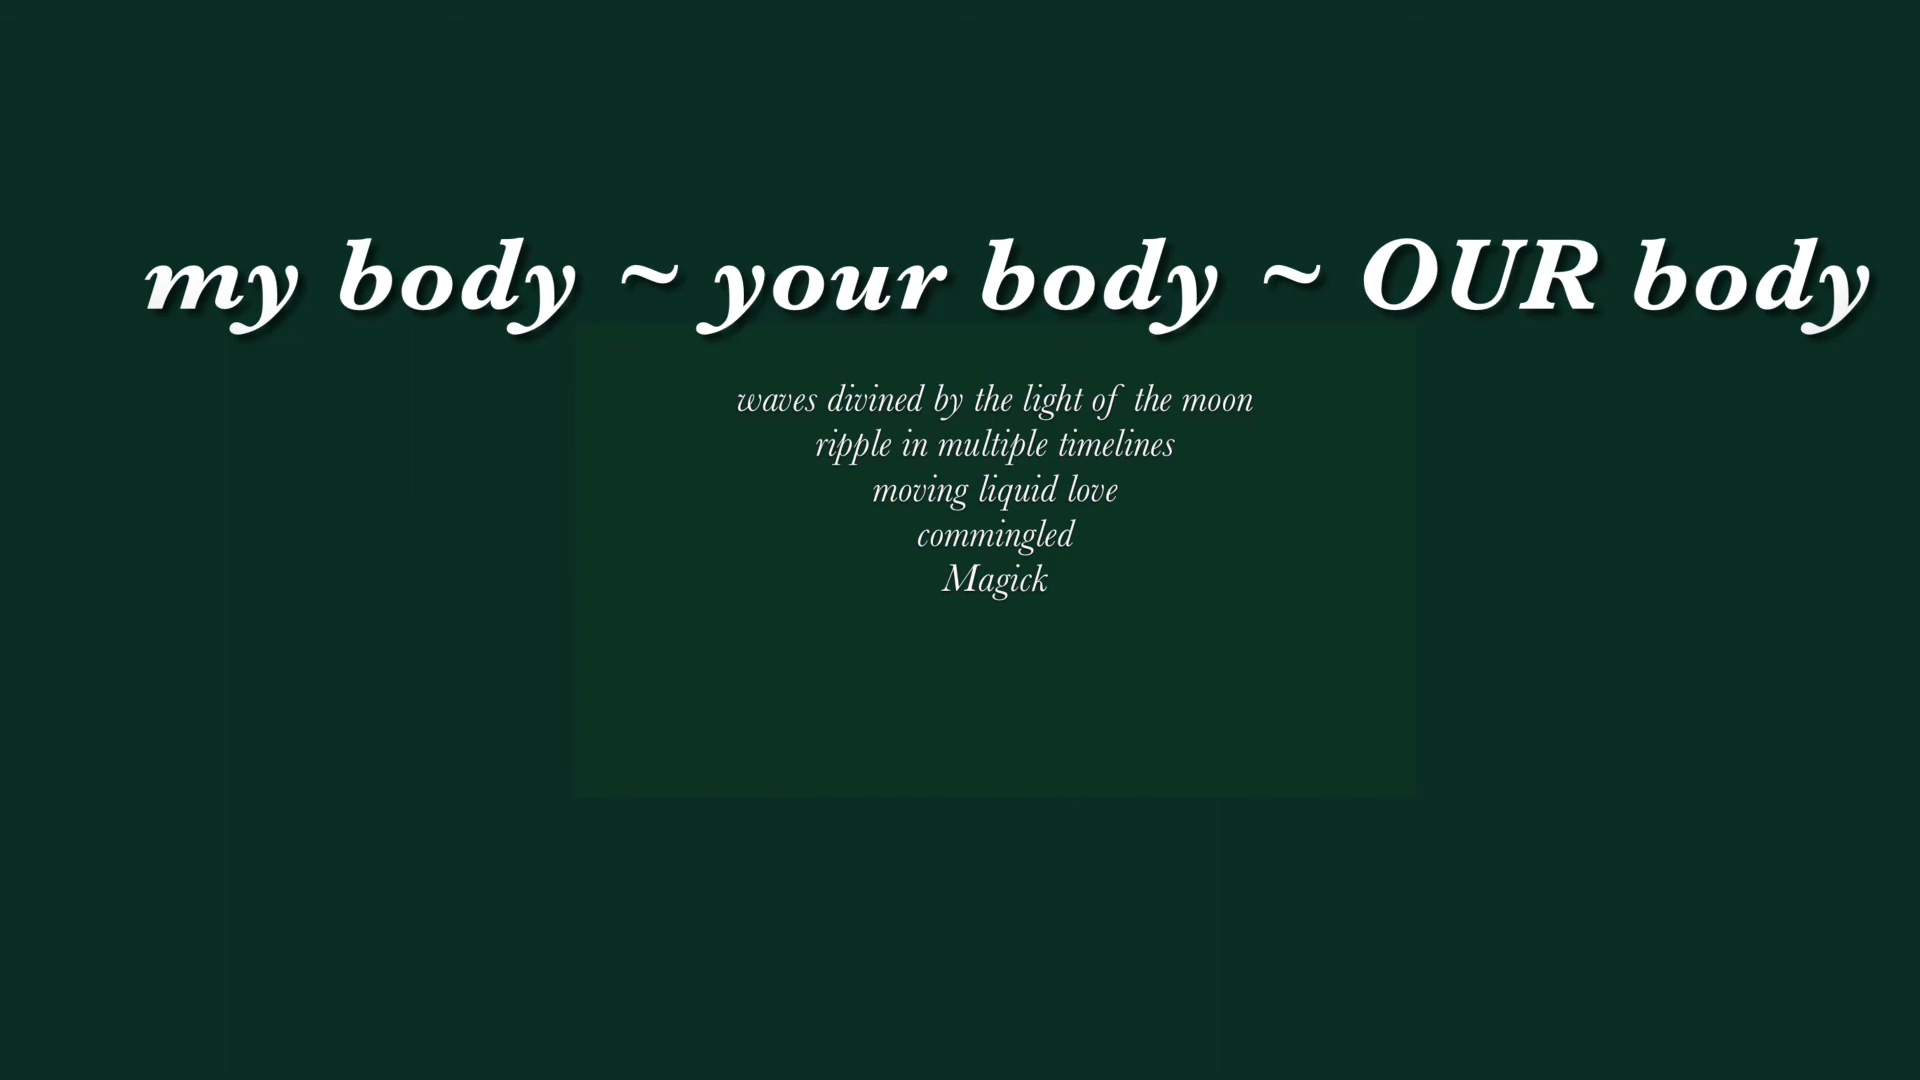 my body ~ your body ~ OUR body
waves divined by the light of the moon
ripple in multiple timelines
moving liquid love
commingled
Magick